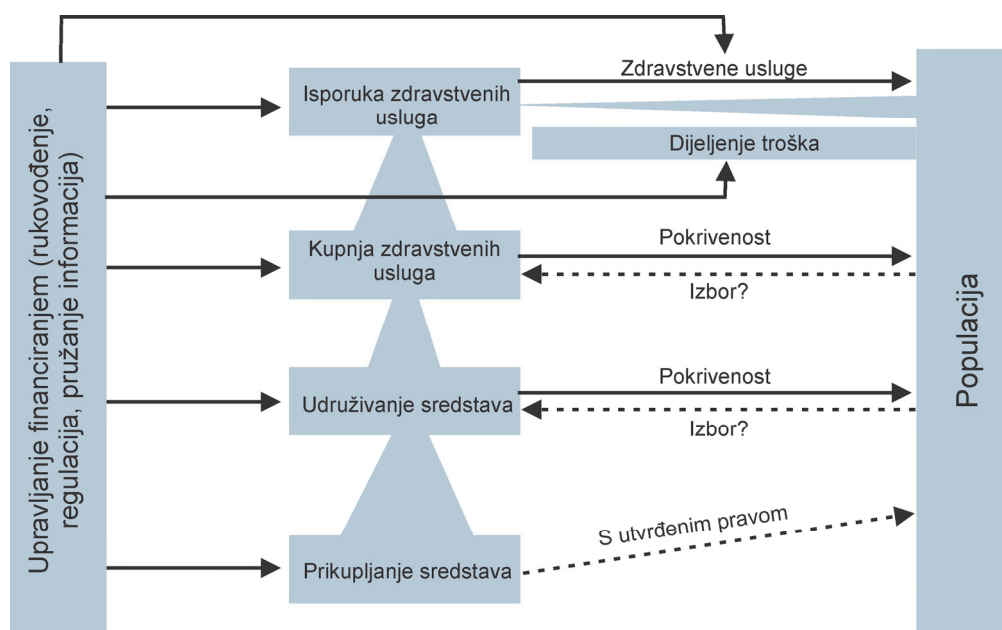 Upravljanje financiranjem (rukovođenje,
regulacija, pružanje informacija)
Isporuka zdravstvenih
usluga
Zdravstvene usluge
Dijeljenje troška
Kupnja zdravstvenih
usluga
Pokrivenost
Izbor?
Udruživanje sredstava
Pokrivenost
Izbor?
Prikupljanje sredstava
S utvrđenim pravom
Populacija